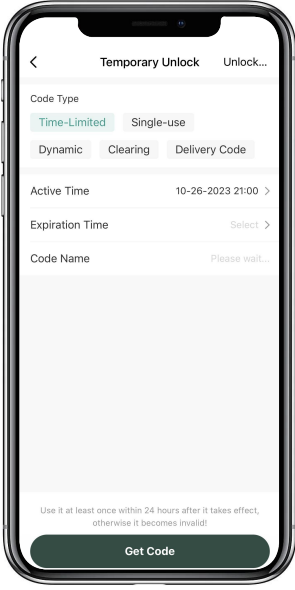 Temporary Unlock Unlock...
Code Type
Time-Limited Single-use
Dynamic Clearing Delivery Code
Active Time 10-26-2023 21:00
Expiration Time Select
Code Name Please wait...
Use it at least once within 24 hours after it takes effect,
otherwise it becomes invalid!
Get Code